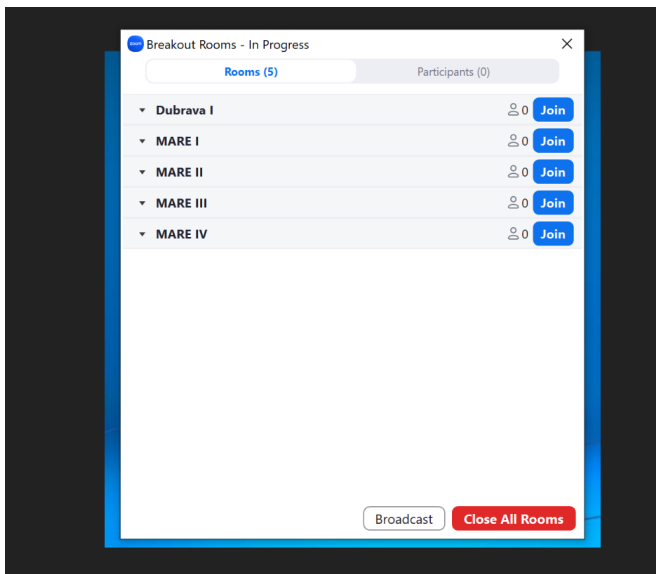 zoom Breakout Rooms - In Progress
Rooms (5) Participants (0)
Dubrava I 0 Join
MARE I 0 Join
MARE II 0 Join
MARE III 0 Join
MARE IV 0 Join
Broadcast Close All Rooms